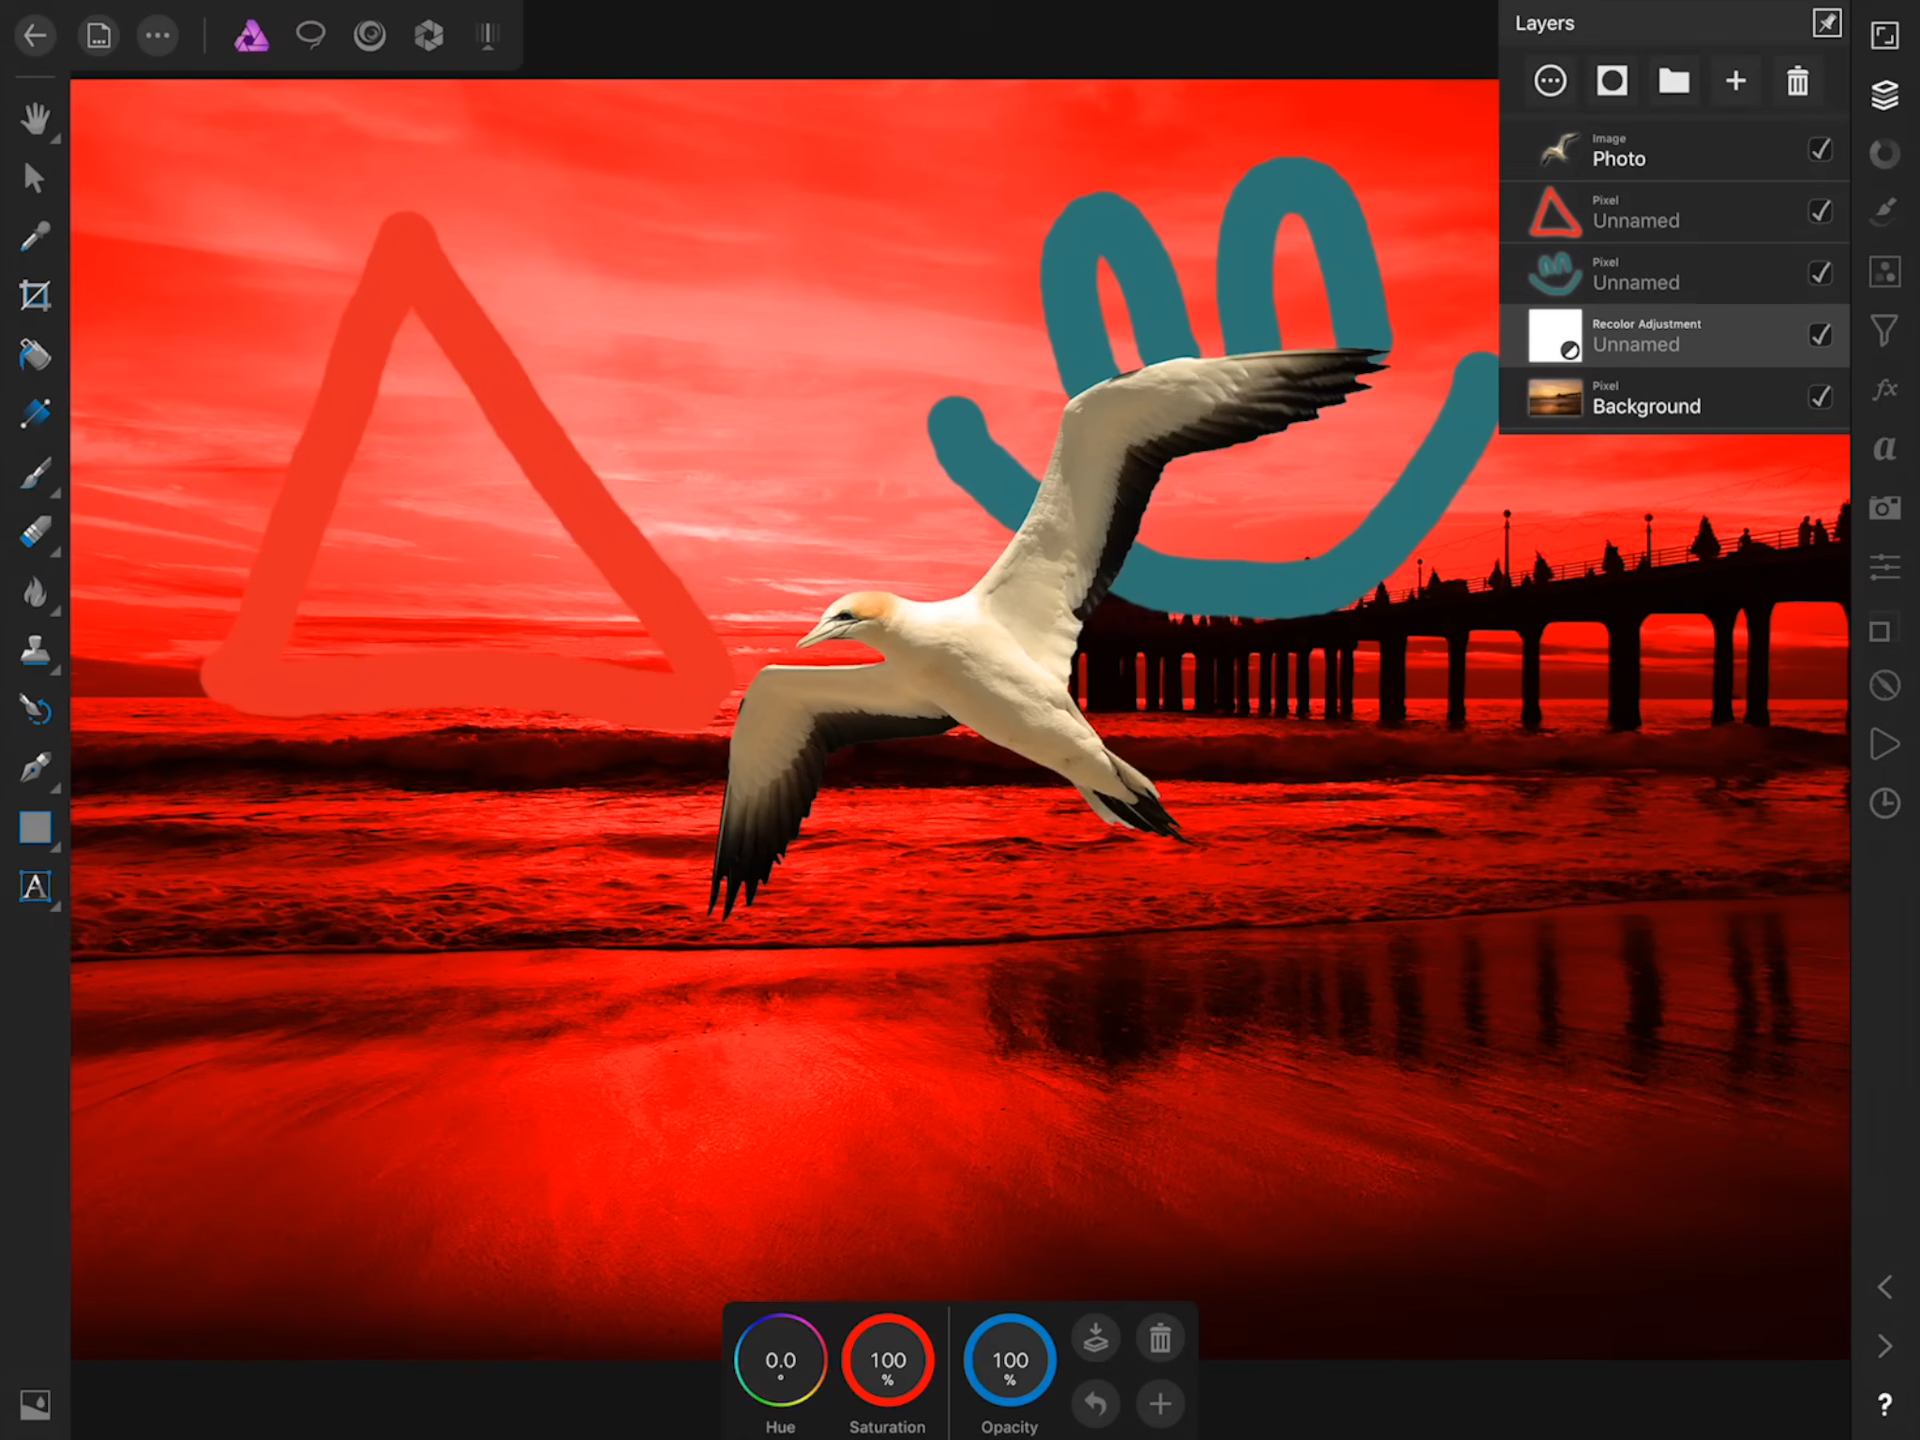 Layers
Image
Photo
Pixel
Unnamed
Pixel
Unnamed
Recolor Adjustment
Unnamed
Pixel
Background
fx
a
A
0.0
°
Hue
100
%
Saturation
100
%
Opacity
?